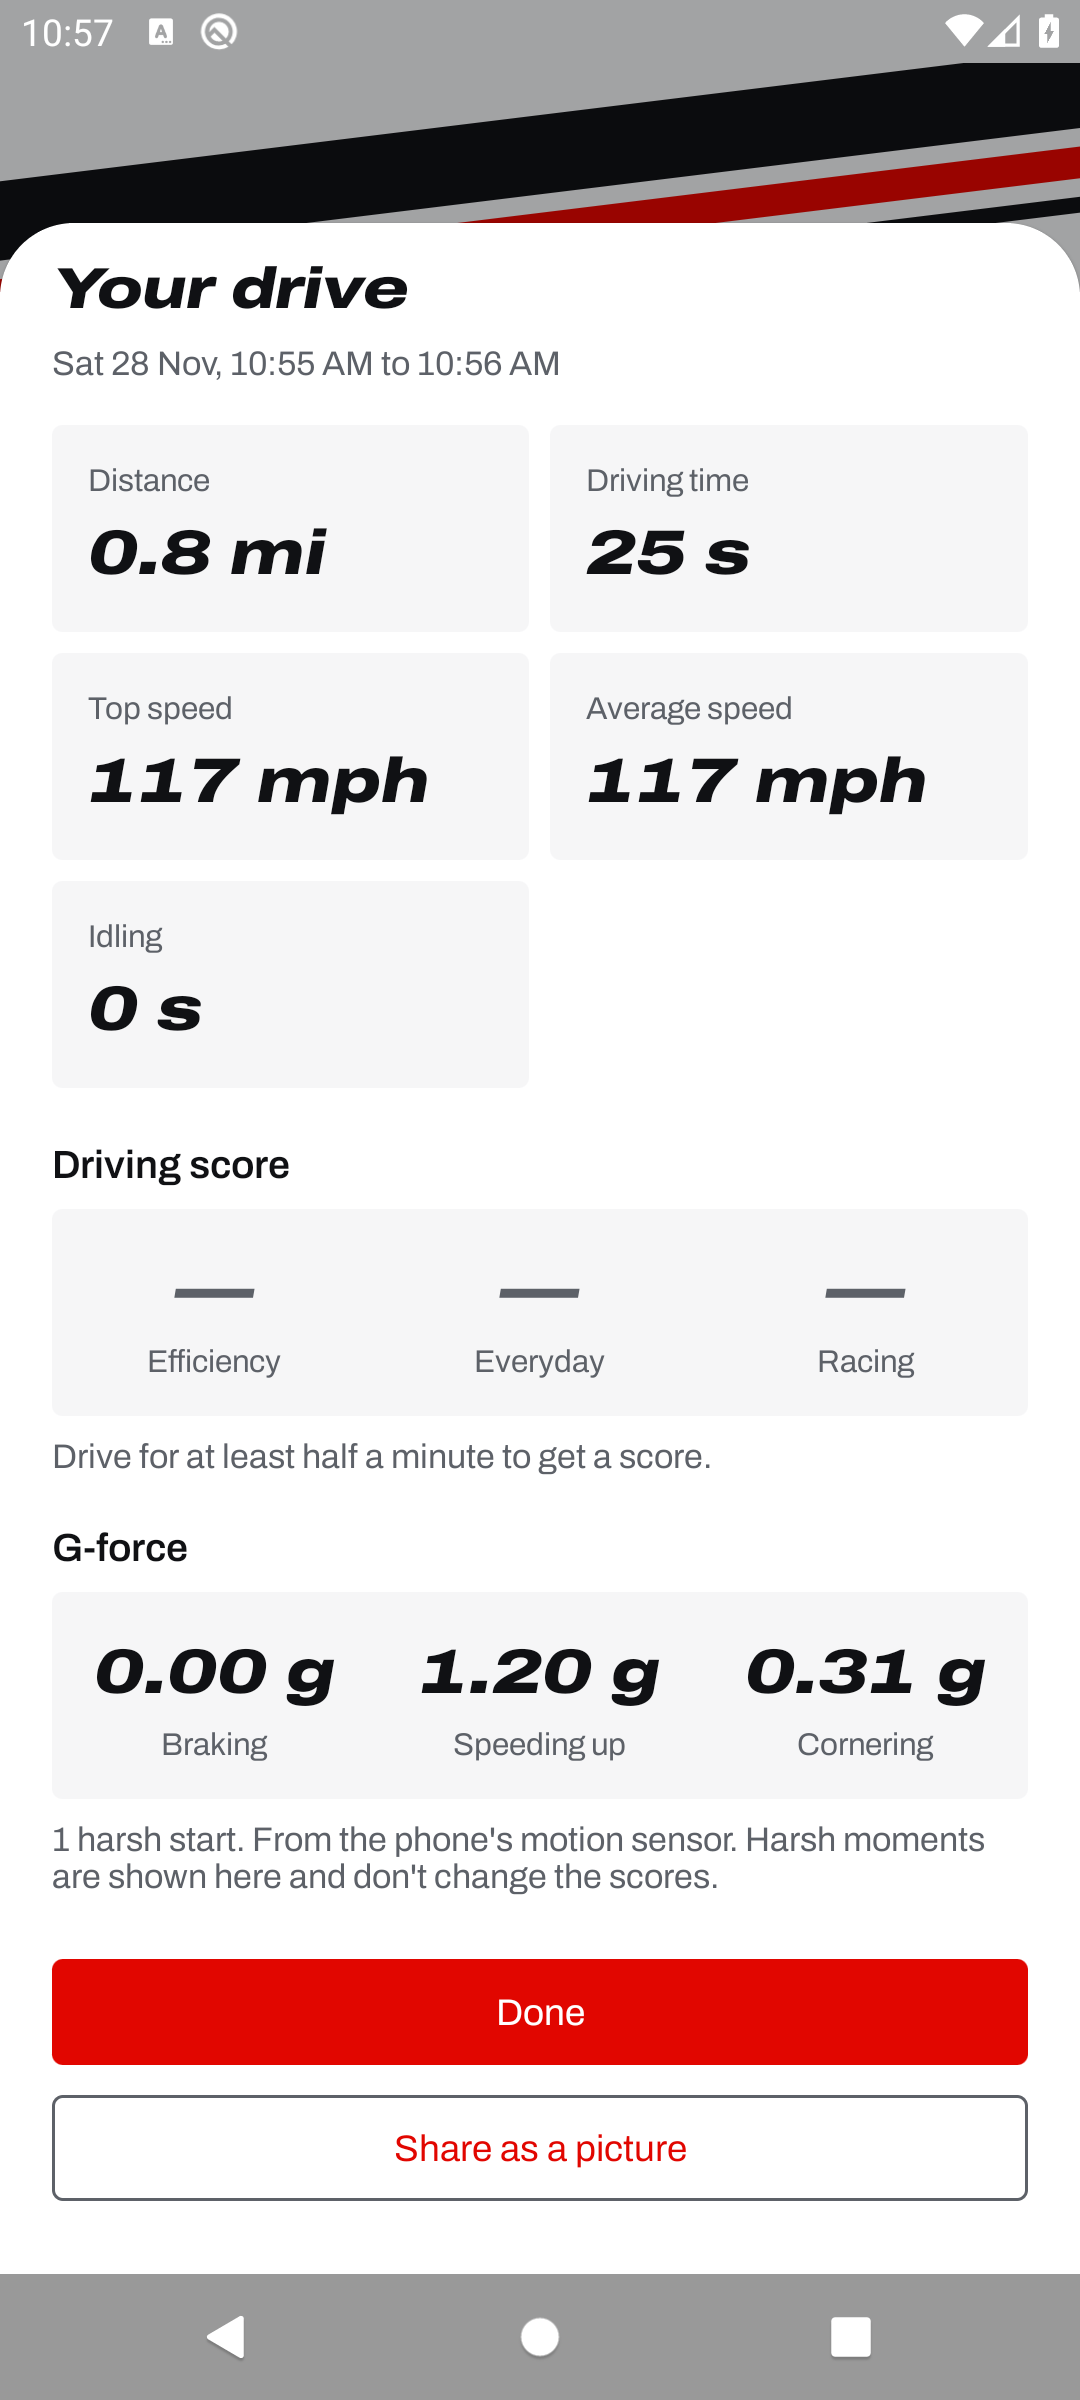 10:57
Your drive
Sat 28 Nov, 10:55 AM to 10:56 AM
Distance
0.8 mi
Driving time
25 s
Top speed
117 mph
Average speed
117 mph
Idling
0 s
Driving score
— — —
Efficiency Everyday Racing
Drive for at least half a minute to get a score.
G-force
0.00 g 1.20 g 0.31 g
Braking Speeding up Cornering
1 harsh start. From the phone's motion sensor. Harsh moments
are shown here and don't change the scores.
Done
Share as a picture